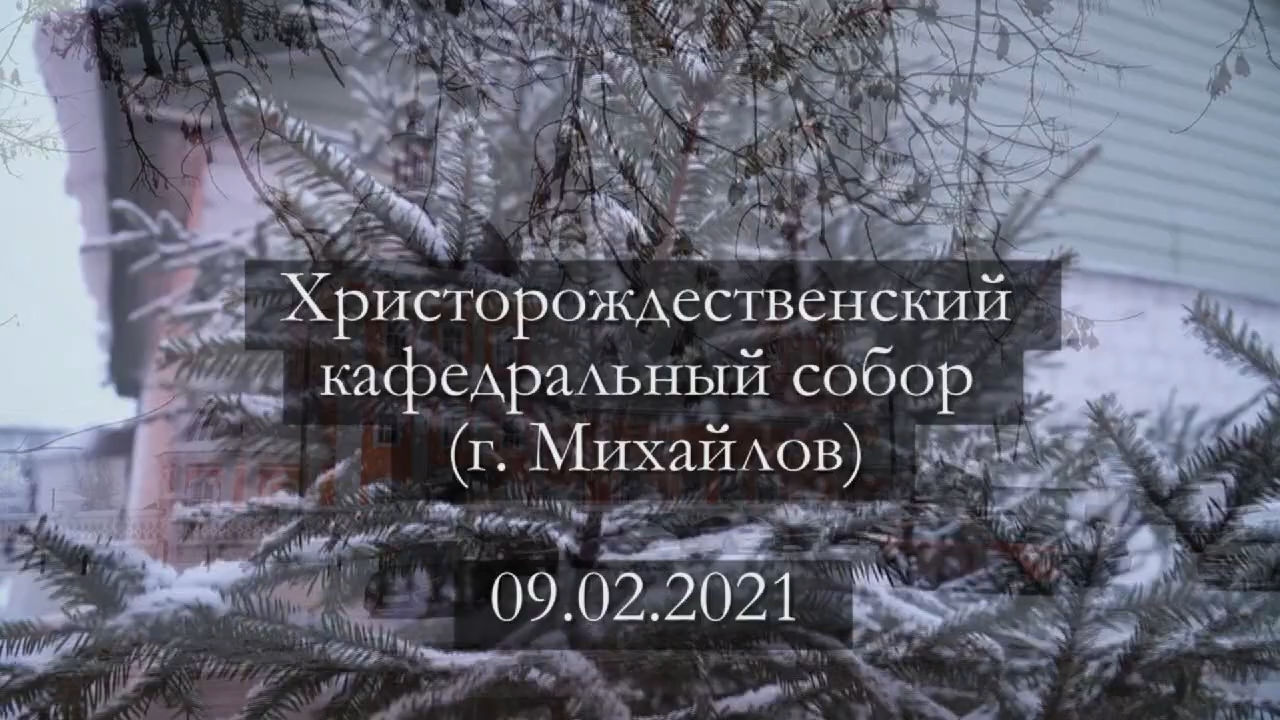 Христорождественский
кафедральный собор
(г. Михайлов)
09.02.2021